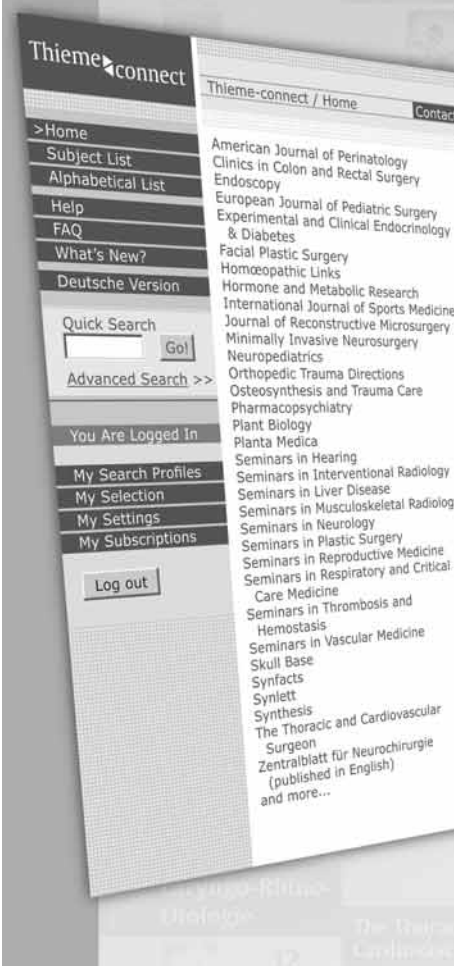 Thieme connect
Thieme-connect / Home
Contac
>Home
Subject List
Alphabetical List
Help
FAQ
What's New?
Deutsche Version
Quick Search
Go!
Advanced Search >>
You Are Logged In
My Search Profiles
My Selection
My Settings
My Subscriptions
Log out
American Journal of Perinatology
Clinics in Colon and Rectal Surgery
Endoscopy
European Journal of Pediatric Surgery
Experimental and Clinical Endocrinology
& Diabetes
Facial Plastic Surgery
Homœopathic Links
Hormone and Metabolic Research
International Journal of Sports Medicine
Journal of Reconstructive Microsurgery
Minimally Invasive Neurosurgery
Neuropediatrics
Orthopedic Trauma Directions
Osteosynthesis and Trauma Care
Pharmacopsychiatry
Plant Biology
Planta Medica
Seminars in Hearing
Seminars in Interventional Radiology
Seminars in Liver Disease
Seminars in Musculoskeletal Radiolog
Seminars in Neurology
Seminars in Plastic Surgery
Seminars in Reproductive Medicine
Seminars in Respiratory and Critical
Care Medicine
Seminars in Thrombosis and
Hemostasis
Seminars in Vascular Medicine
Skull Base
Synfacts
Synlett
Synthesis
The Thoracic and Cardiovascular
Surgeon
Zentralblatt für Neurochirurgie
(published in English)
and more...
12